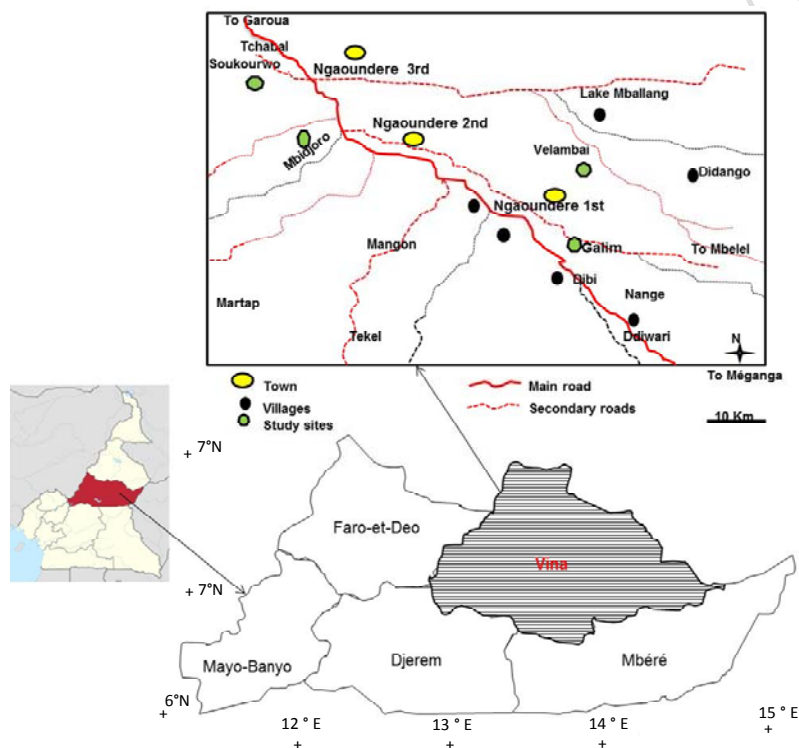 To Garoua
Tchabal
Soukourwo
Ngaoundere 3rd
Lake Mballang
Ngaoundere 2nd
Mbidjoro
Velambai
Didango
Ngaoundere 1st
Mangon
Galim
To Mbelel
Dibi
Martap
Nange
Tekel
Ddiwari
N
To Méganga
Town
Main road
Villages
Secondary roads
Study sites
10 Km
+ 7°N
Faro-et-Deo
Vina
+ 7°N
Mayo-Banyo
Djerem
Mbéré
6°N
+
12 ° E
13 ° E
14 ° E
15 ° E
+
+
+
+